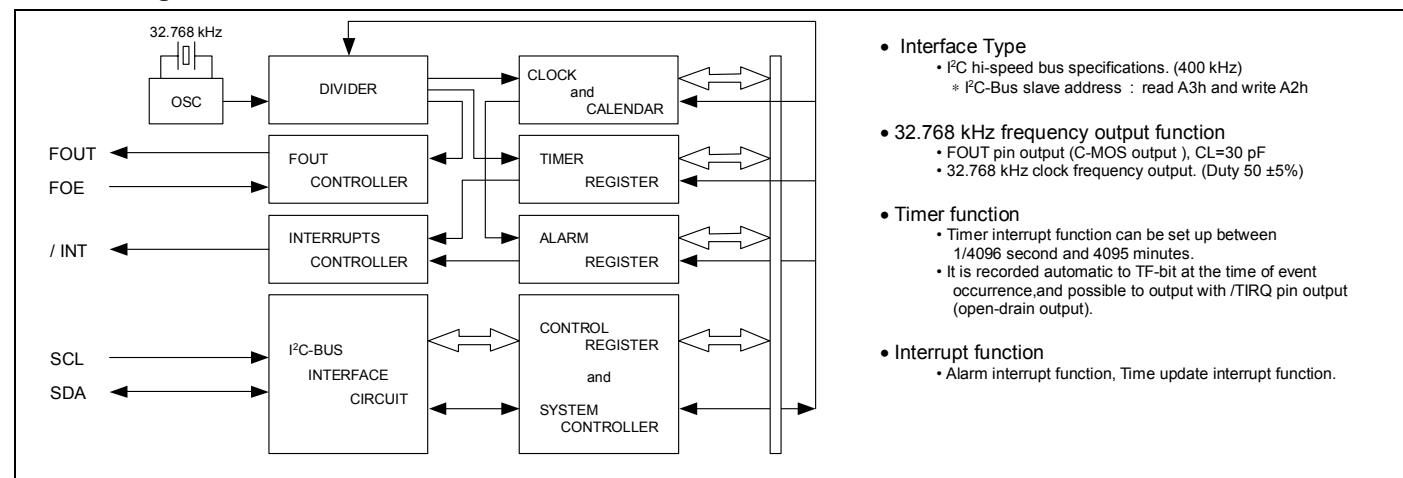 32.768 kHz
OSC
DIVIDER
CLOCK
and
CALENDAR
FOUT
FOE
FOUT
CONTROLLER
TIMER
REGISTER
/ INT
INTERRUPTS
CONTROLLER
ALARM
REGISTER
SCL
SDA
I²C-BUS
INTERFACE
CIRCUIT
CONTROL
REGISTER
and
SYSTEM
CONTROLLER
• Interface Type
• I²C hi-speed bus specifications. (400 kHz)
∗ I²C-Bus slave address : read A3h and write A2h
• 32.768 kHz frequency output function
• FOUT pin output (C-MOS output ), CL=30 pF
• 32.768 kHz clock frequency output. (Duty 50 ±5%)
• Timer function
• Timer interrupt function can be set up between
1/4096 second and 4095 minutes.
• It is recorded automatic to TF-bit at the time of event
occurrence,and possible to output with /TIRQ pin output
(open-drain output).
• Interrupt function
• Alarm interrupt function, Time update interrupt function.